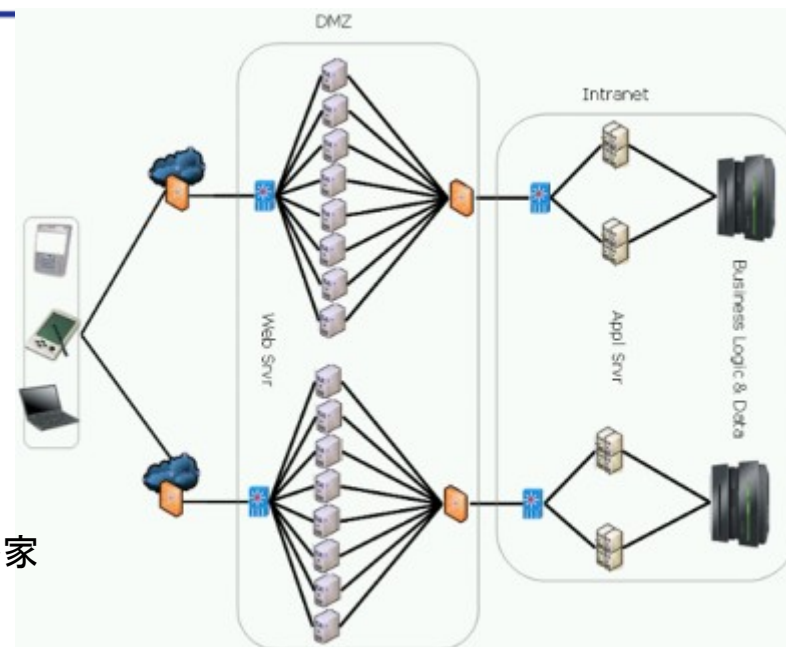 DMZ
Intranet
Web Srvr
Appl Srvr
Business Logic & Data
家